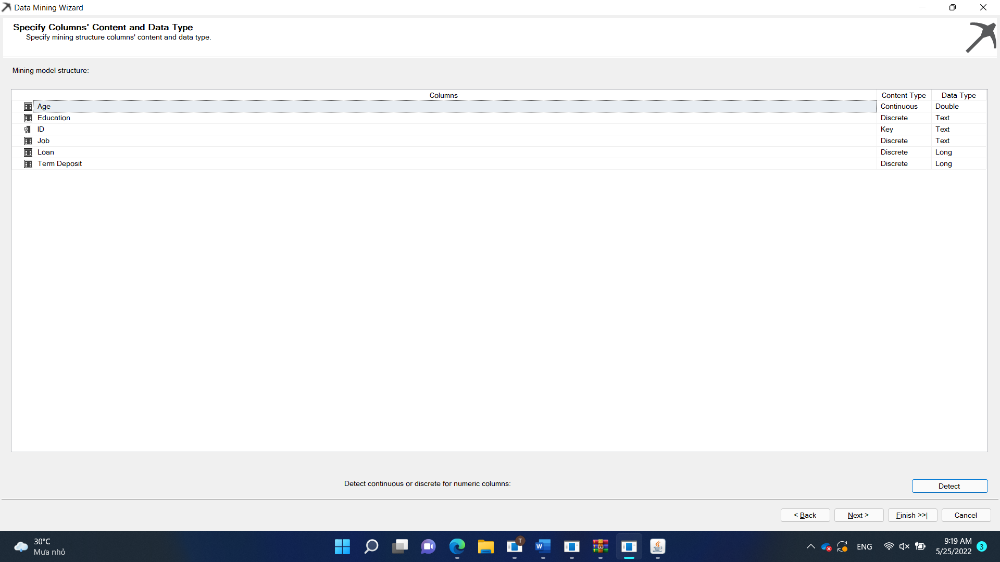 Data Mining Wizard
Specify Columns' Content and Data Type
Specify mining structure columns' content and data type.
Mining model structure:
Columns Content Type Data Type
Age Continuous Double
Education Discrete Text
ID Key Text
Job Discrete Text
Loan Discrete Long
Term Deposit Discrete Long
Detect continuous or discrete for numeric columns:
Detect
< Back Next > Finish >>| Cancel
30°C
Mưa nhỏ
T
W
ENG
9:19 AM
5/25/2022
3